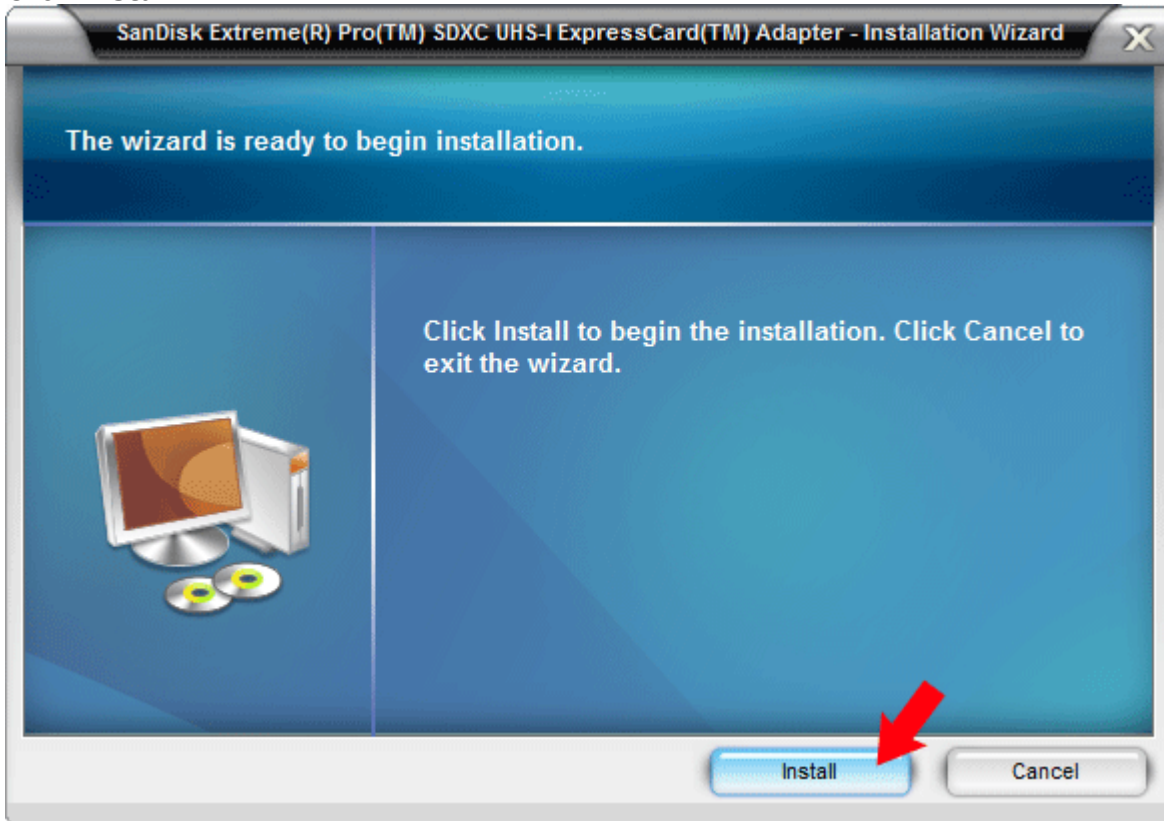 SanDisk Extreme(R) Pro(TM) SDXC UHS-I ExpressCard(TM) Adapter - Installation Wizard
The wizard is ready to begin installation.
Click Install to begin the installation. Click Cancel to
exit the wizard.
Install
Cancel